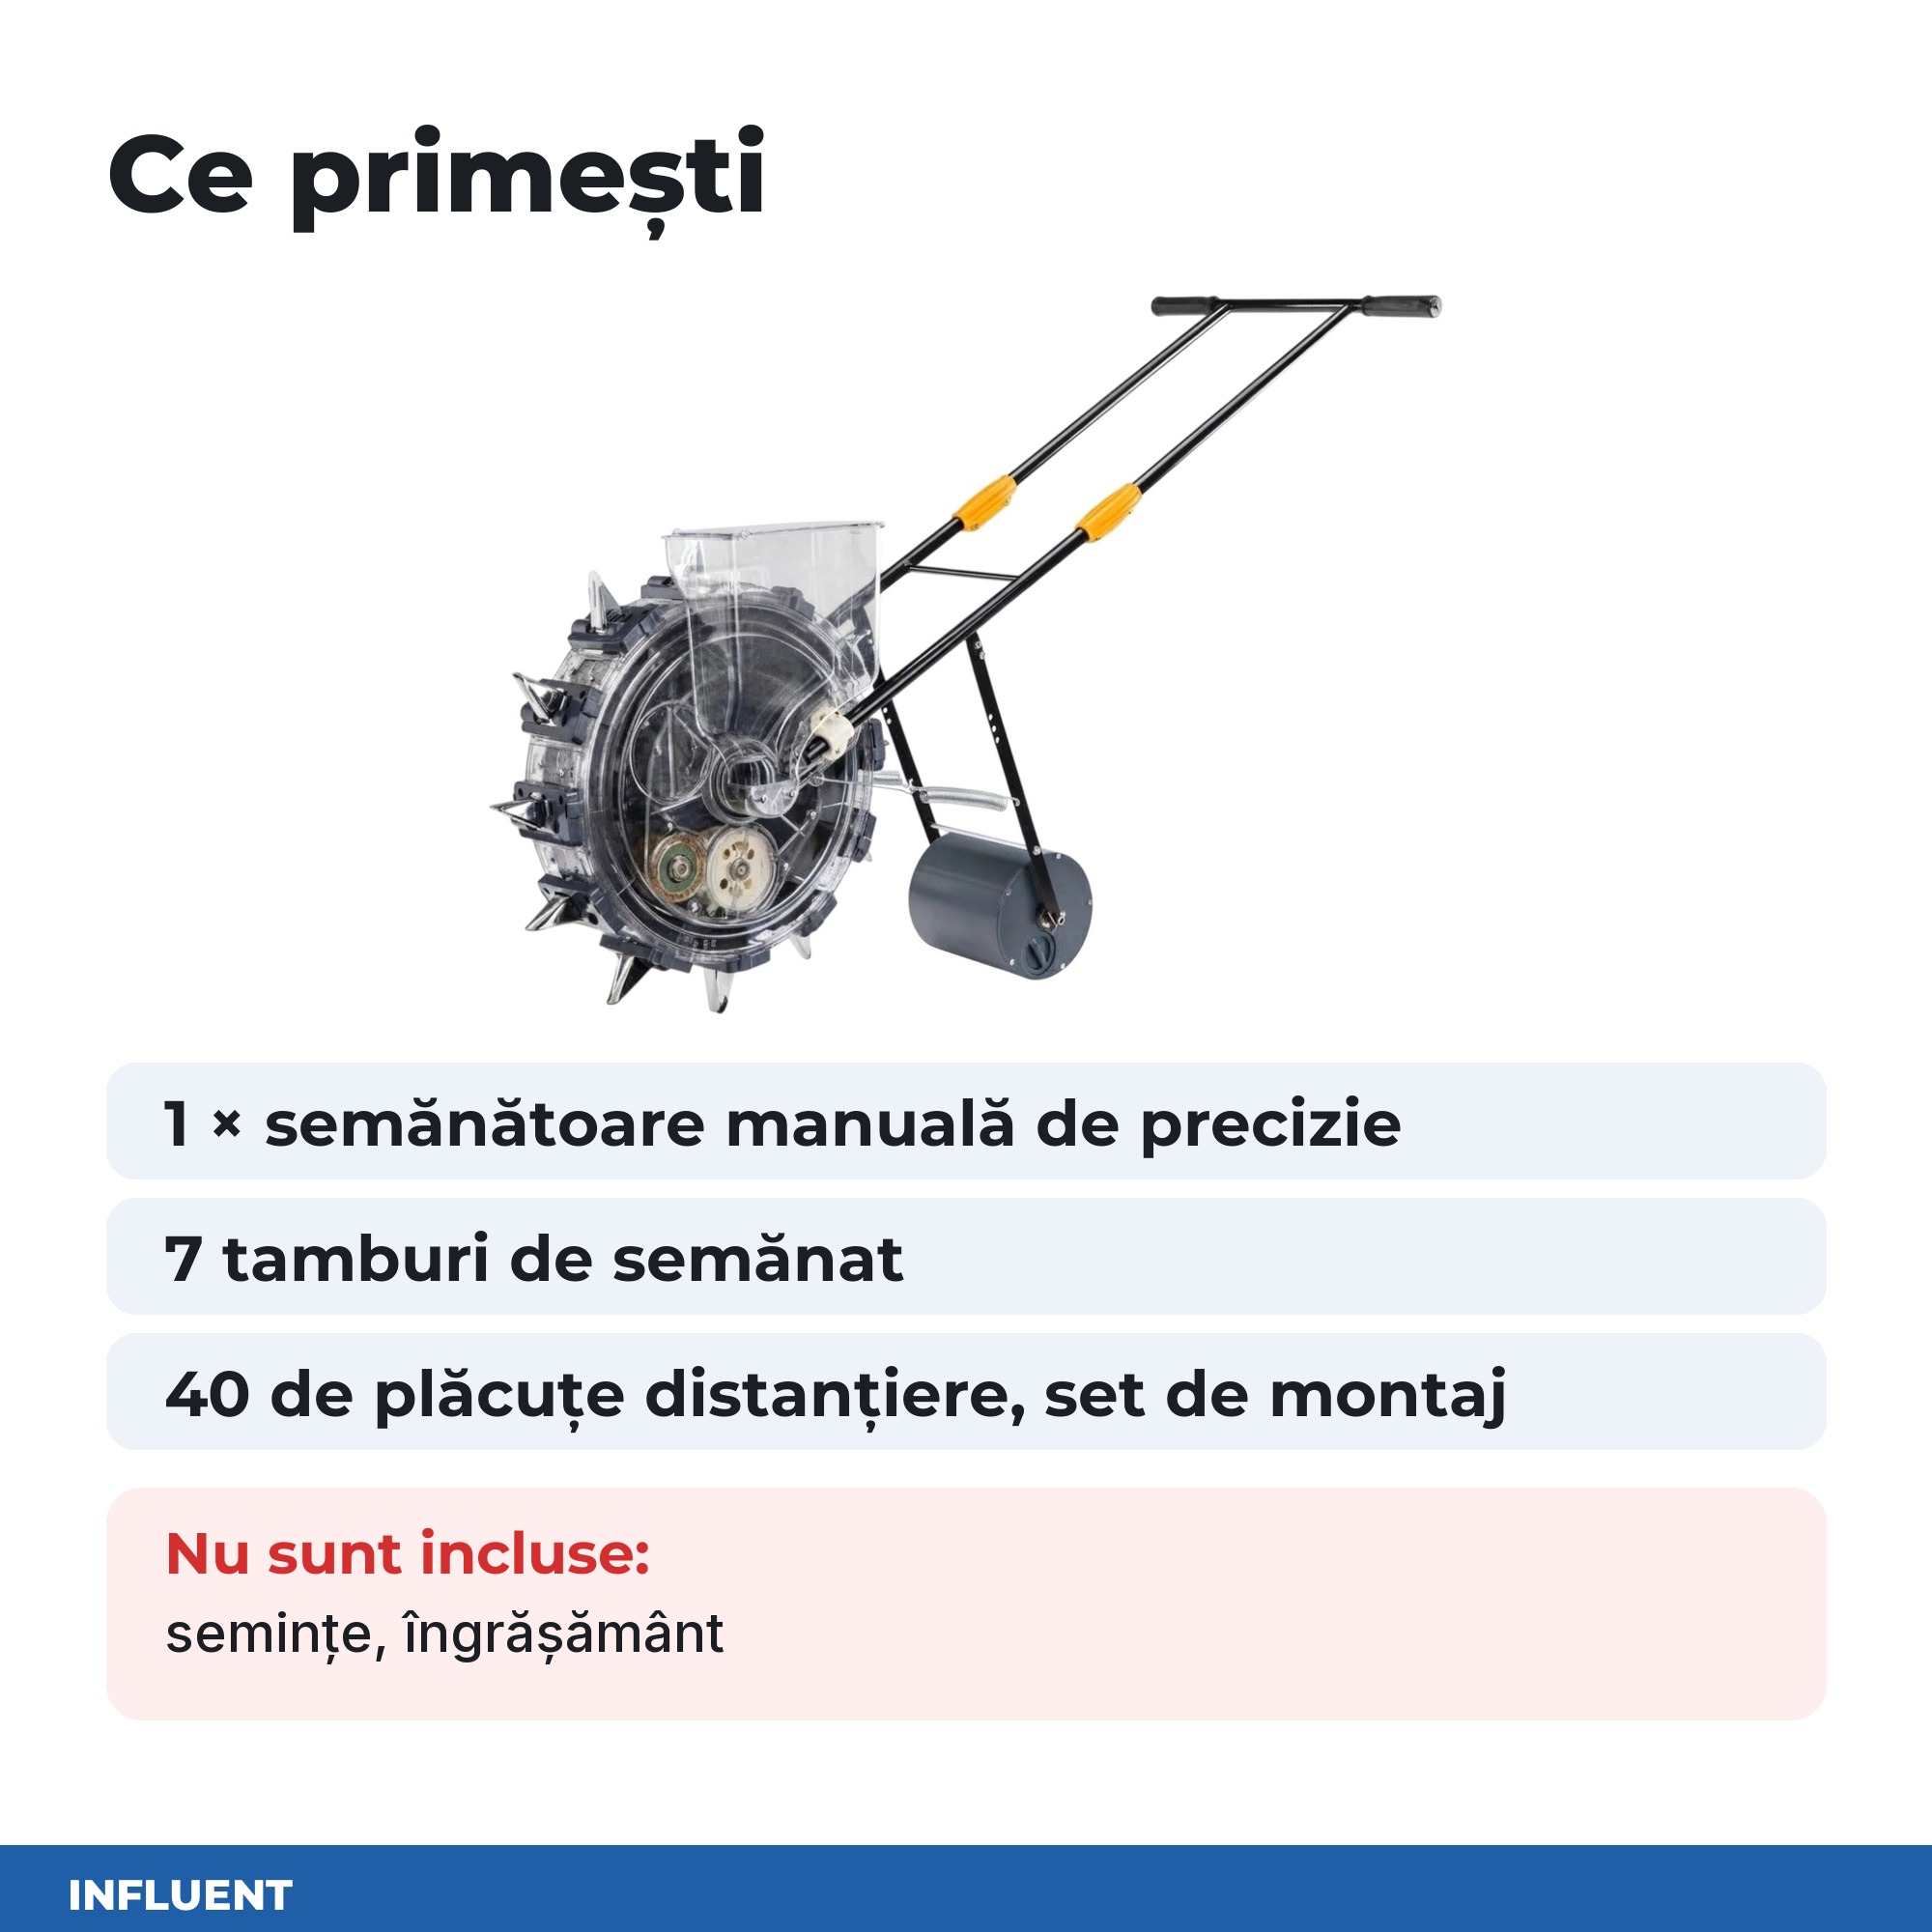 Ce primești
1 × semănătoare manuală de precizie
7 tamburi de semănat
40 de plăcuțe distanțiere, set de montaj
Nu sunt incluse:
semințe, îngrășământ
INFLUENT